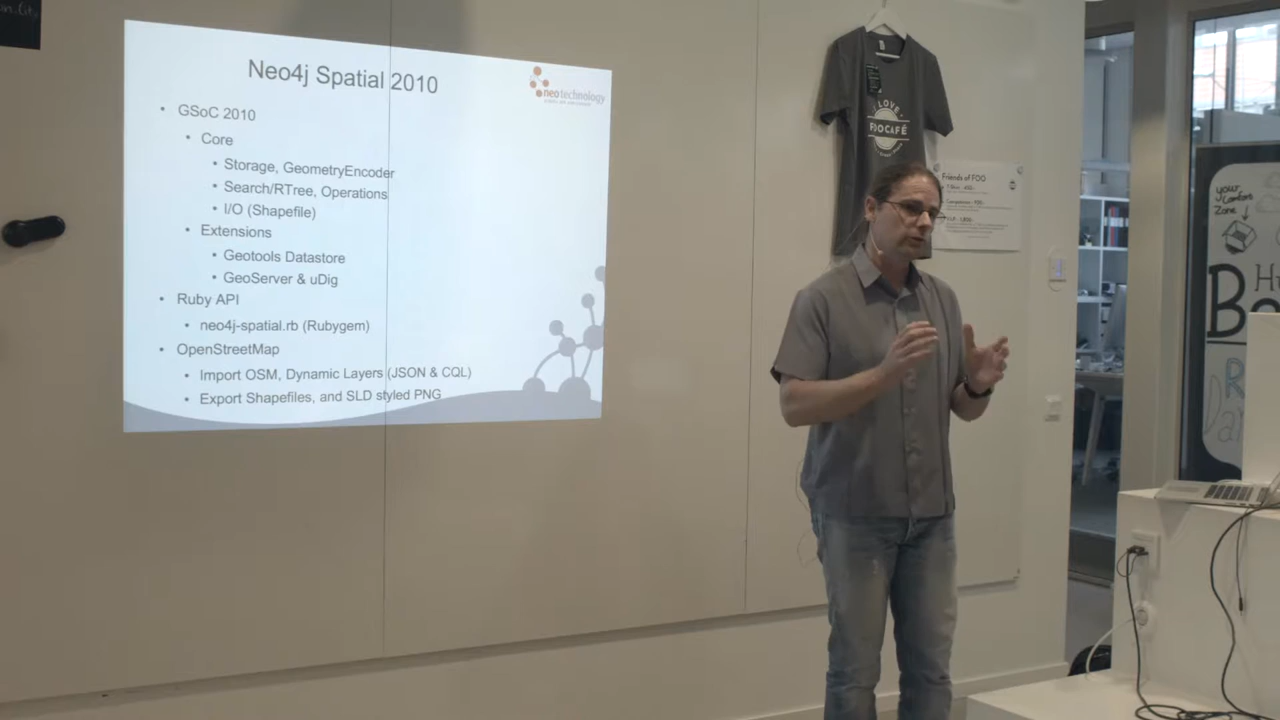 Neo4j Spatial 2010
neotechnology
• GSoC 2010
• Core
• Storage, GeometryEncoder
• Search/RTree, Operations
• I/O (Shapefile)
• Extensions
• Geotools Datastore
• GeoServer & uDig
• Ruby API
• neo4j-spatial.rb (Rubygem)
• OpenStreetMap
• Import OSM, Dynamic Layers (JSON & CQL)
• Export Shapefiles, and SLD styled PNG
I LOVE
FOOCAFÉ
Friends of FOO
your
Comfort
Zone